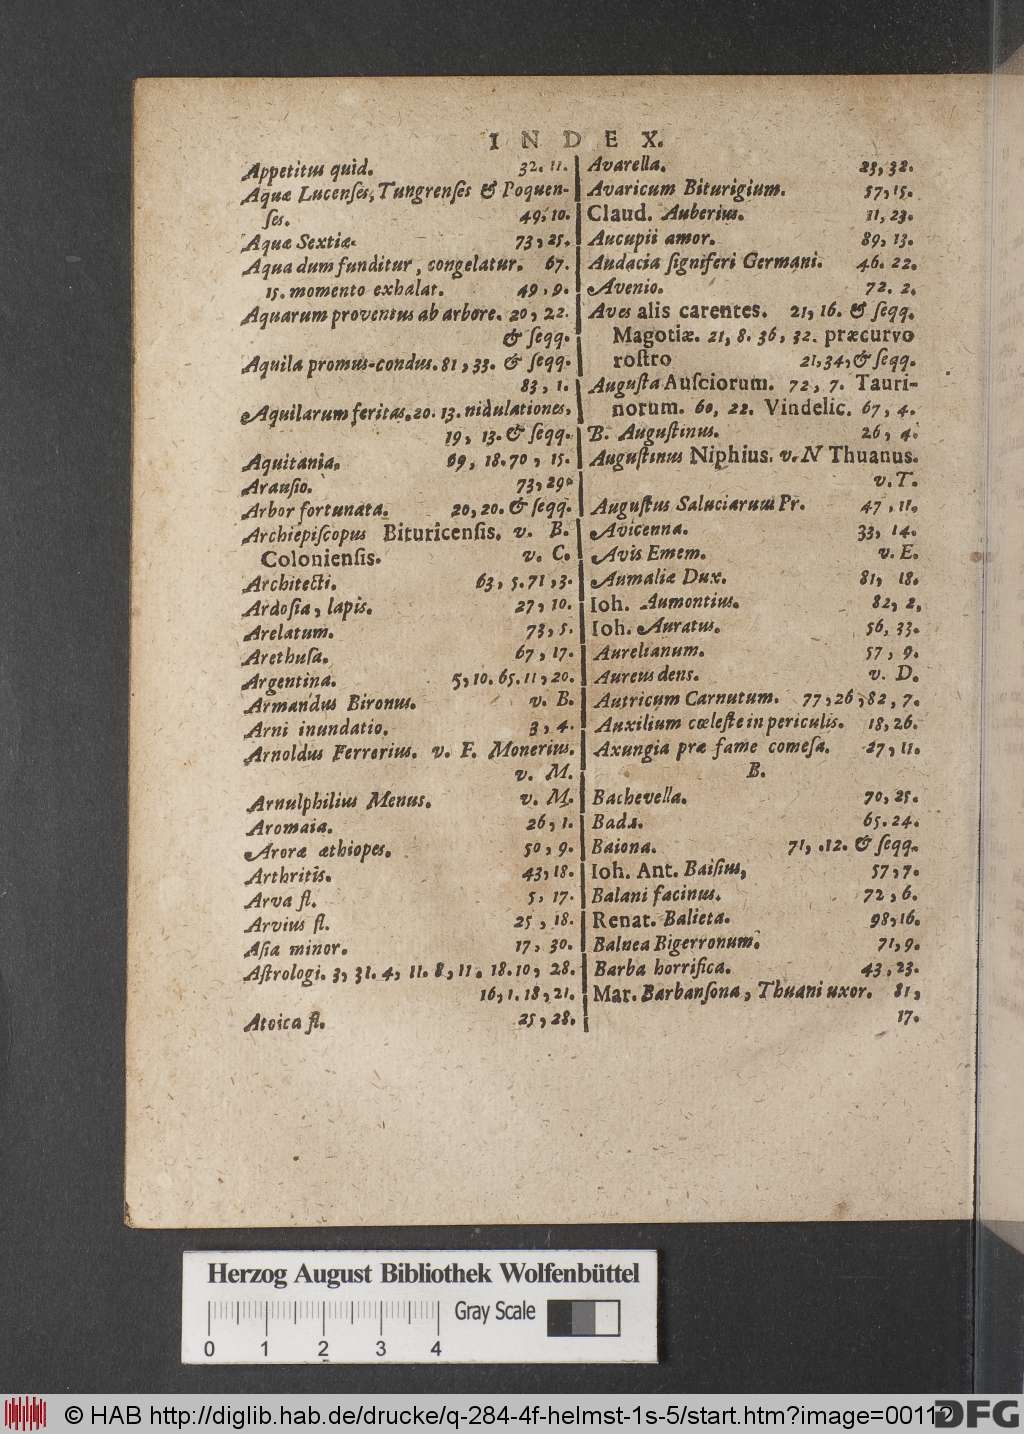 INDEX.
Appetitus quid. 32. 11.
Aquæ Lucenſes, Tungrenſes & Poquen-
ſes. 49. 10.
Aquæ Sextiæ. 73, 25.
Aqua dum funditur, congelatur. 67.
15. momento exhalat. 49, 9.
Aquarum proventus ab arbore. 20, 22.
& ſeqq.
Aquila promus-condus. 81, 33. & ſeqq.
83, 1.
Aquilarum feritas. 20. 13. nidulationes,
19, 13. & ſeqq.
Aquitania. 69, 18. 70, 15.
Arauſio. 73, 29.
Arbor fortunata. 20, 20. & ſeqq.
Archiepiſcopus Bituricenſis. v. B.
Colonienſis. v. C.
Architecti. 63, 5. 71, 3.
Ardoſia, lapis. 27, 10.
Arelatum. 73, 5.
Arethuſa. 67, 17.
Argentina. 5, 10. 65. 11, 20.
Armandus Bironus. v. B.
Arni inundatio. 3, 4.
Arnoldus Ferrerius. v. F. Monerius.
v. M.
Arnulphilius Menus. v. M.
Aromaia. 26, 1.
Aroræ æthiopes. 50, 9.
Arthritis. 43, 18.
Arva fl. 5, 17.
Arvius fl. 25, 18.
Aſia minor. 17, 30.
Aſtrologi. 3, 31. 4, 11. 8, 11. 18. 10, 28.
16, 1. 18, 21.
Atoica fl. 25, 28.
Avarella. 23, 32.
Avaricum Biturigium. 57, 15.
Claud. Auberius. 11, 23.
Aucupii amor. 89, 13.
Audacia ſigniferi Germani. 46. 22.
Avenio. 72. 2.
Aves alis carentes. 21, 16. & ſeqq.
Magotiæ. 21, 8. 36, 32. præcurvo
roſtro 21, 34, & ſeqq.
Auguſta Auſciorum. 72, 7. Tauri-
norum. 60, 22. Vindelic. 67, 4.
B. Auguſtinus. 26, 4.
Auguſtinus Niphius. v. N Thuanus.
v. T.
Auguſtus Saluciarum Pr. 47, 11.
Avicenna. 33, 14.
Avis Emem. v. E.
Aumaliæ Dux. 81, 18.
Ioh. Aumontius. 82, 2,
Ioh. Auratus. 56, 33.
Aurelianum. 57, 9.
Aureus dens. v. D.
Autricum Carnutum. 77, 26, 82, 7.
Auxilium cœleſte in periculis. 18, 26.
Axungia præ fame comeſa. 27, 11.
B.
Bachevella. 70, 25.
Bada. 65. 24.
Baiona. 71, .12. & ſeqq.
Ioh. Ant. Baiſius, 57, 7.
Balani facinus. 72, 6.
Renat. Balieta. 98, 16.
Balnea Bigerronum. 71, 9.
Barba horrifica. 43, 23.
Mar. Barbanſona, Thuani uxor. 81,
17.
Herzog August Bibliothek Wolfenbüttel
Gray Scale
0 1 2 3 4
© HAB http://diglib.hab.de/drucke/q-284-4f-helmst-1s-5/start.htm?image=00112
DFG